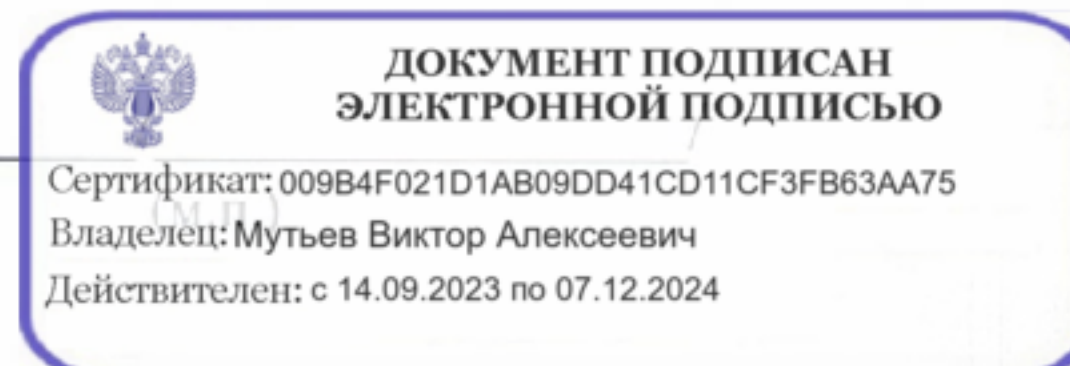 ДОКУМЕНТ ПОДПИСАН
ЭЛЕКТРОННОЙ ПОДПИСЬЮ
Сертификат: 009B4F021D1AB09DD41CD11CF3FB63AA75
(М.П.)
Владелец: Мутьев Виктор Алексеевич
Действителен: с 14.09.2023 по 07.12.2024